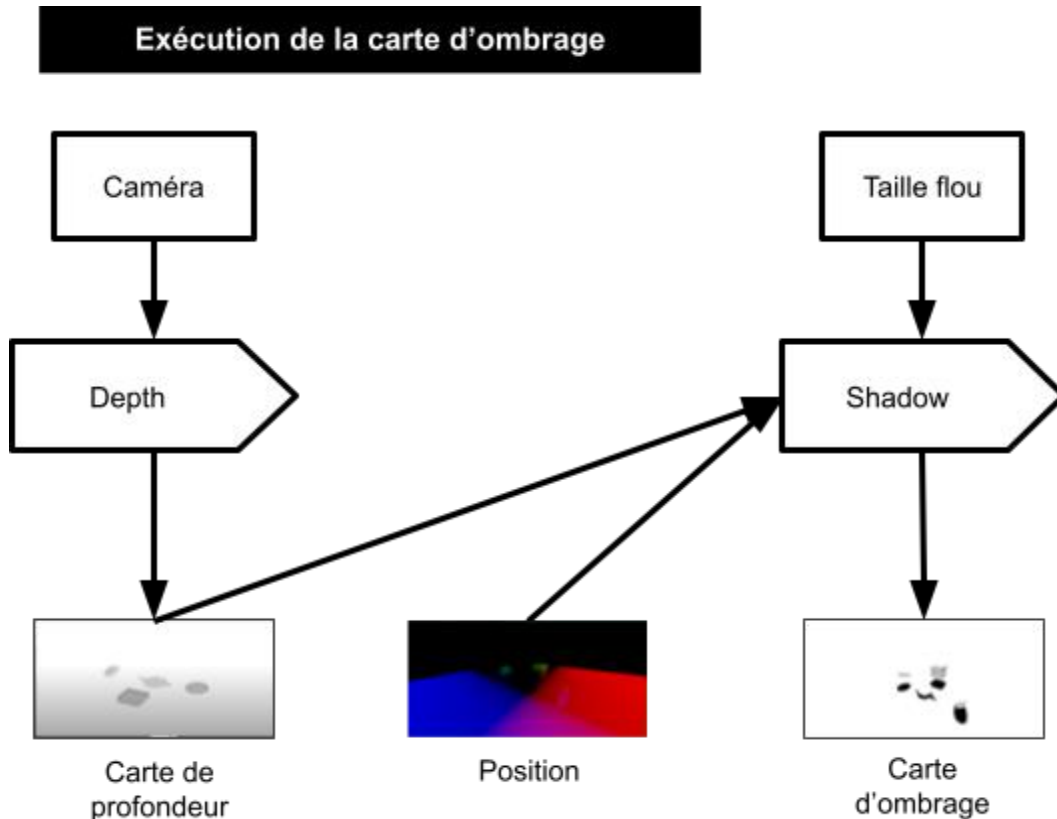 Exécution de la carte d'ombrage
Caméra
Taille flou
Depth
Shadow
Carte de
profondeur
Position
Carte
d'ombrage